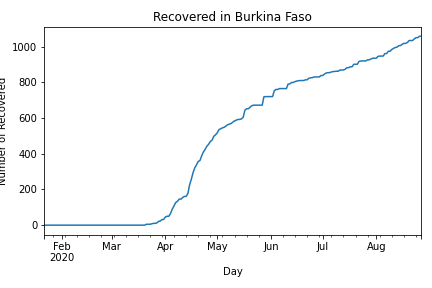 Recovered in Burkina Faso
Number of Recovered
1000
800
600
400
200
0
Feb
2020
Mar
Apr
May
Jun
Jul
Aug
Day